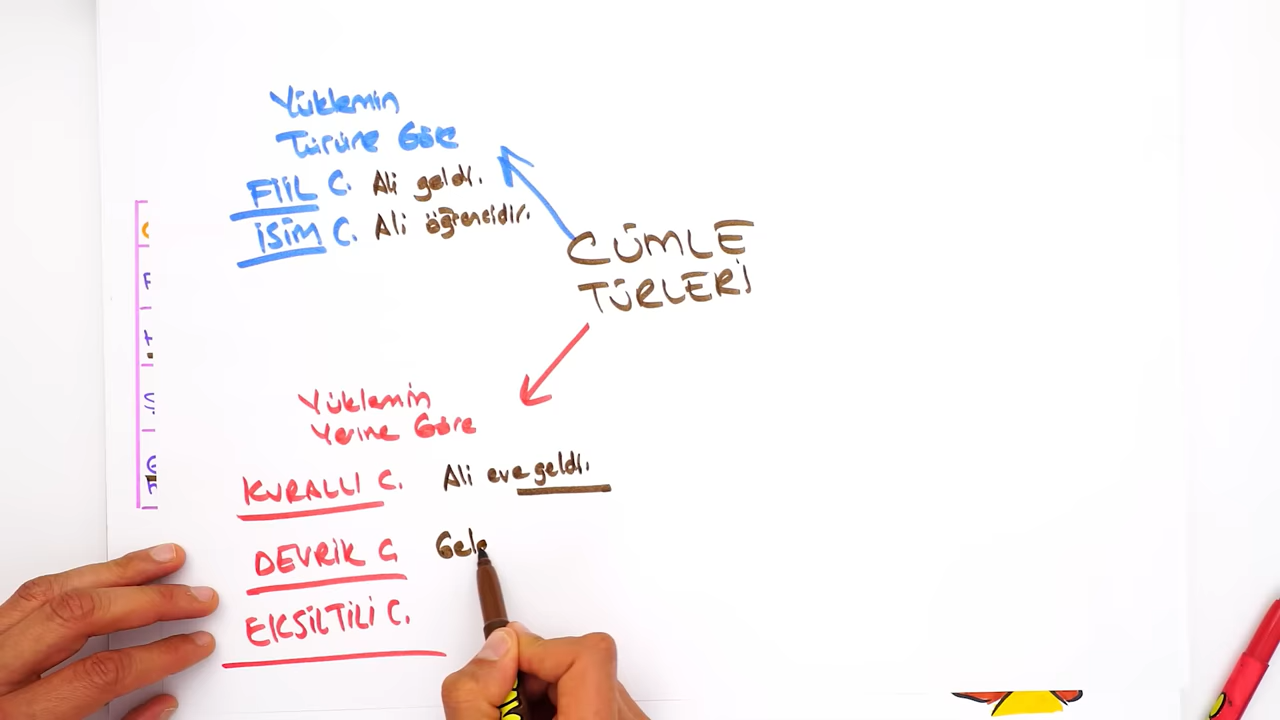 Yüklemin
Türüne Göre
FİİL C. Ali geldi.
İSİM C. Ali öğrencidir.
CÜMLE
TÜRLERİ
Yüklemin
Yerine Göre
KURALLI C. Ali eve geldi.
DEVRİK C.
EKSİLTİLİ C.